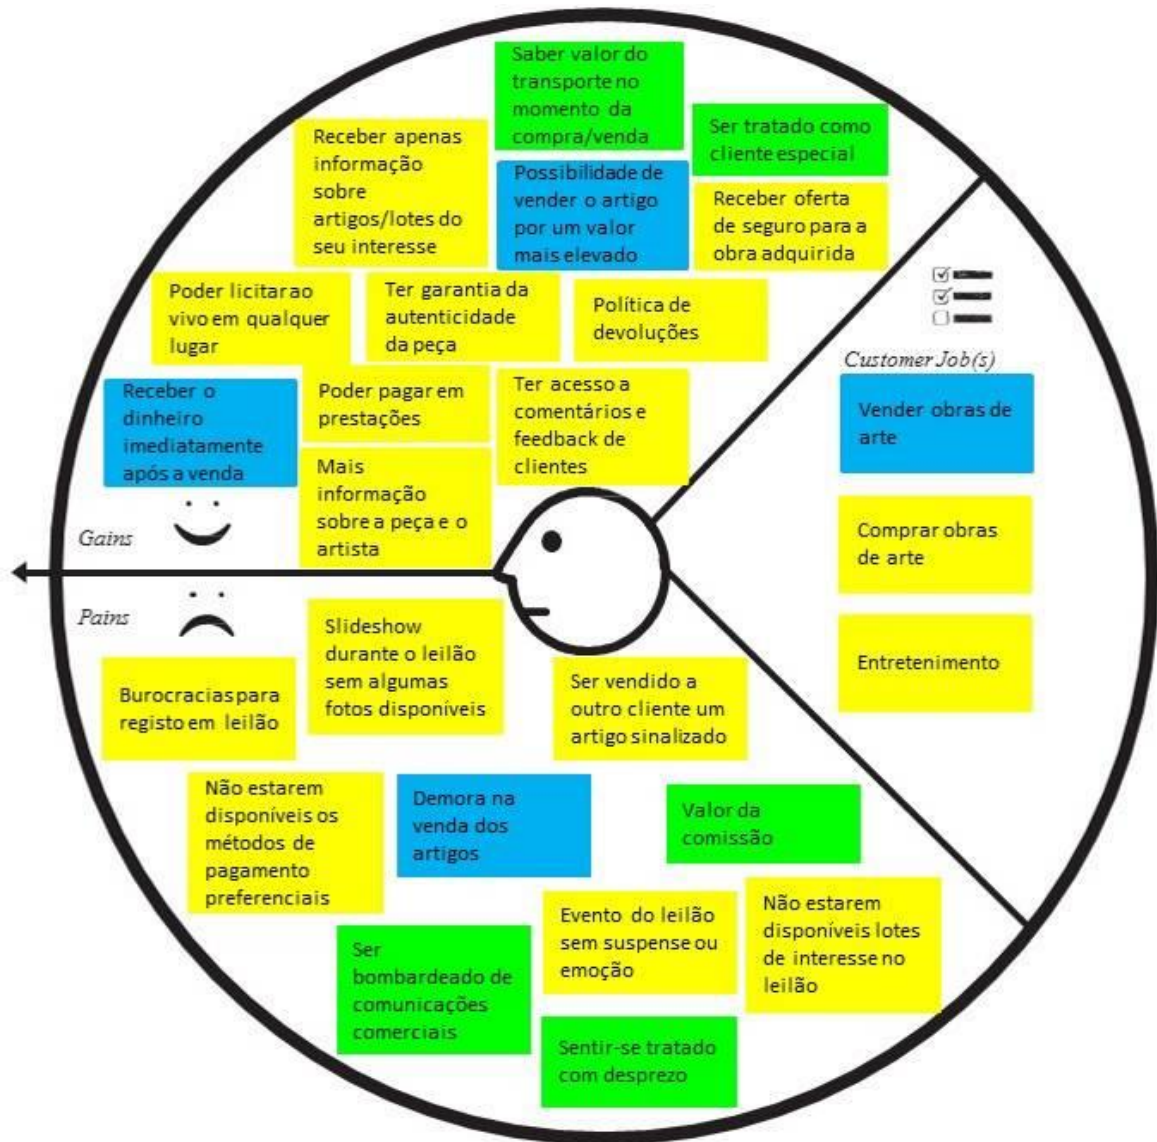 Saber valor do
transporte no
momento da
compra/venda
Ser tratado como
cliente especial
Receber apenas
informação
sobre
artigos/lotes do
seu interesse
Possibilidade de
vender o artigo
por um valor
mais elevado
Receber oferta
de seguro para a
obra adquirida
Poder licitar ao
vivo em qualquer
lugar
Ter garantia da
autenticidade
da peça
Política de
devoluções
Receber o
dinheiro
imediatamente
após a venda
Poder pagar em
prestações
Ter acesso a
comentários e
feedback de
clientes
Mais
informação
sobre a peça e o
artista
Gains
Customer Job(s)
Vender obras de
arte
Comprar obras
de arte
Entretenimento
Pains
Burocracias para
registo em leilão
Slideshow
durante o leilão
sem algumas
fotos disponíveis
Ser vendido a
outro cliente um
artigo sinalizado
Não estarem
disponíveis os
métodos de
pagamento
preferenciais
Demora na
venda dos
artigos
Valor da
comissão
Ser
bombardeado de
comunicações
comerciais
Evento do leilão
sem suspense ou
emoção
Não estarem
disponíveis lotes
de interesse no
leilão
Sentir-se tratado
com desprezo